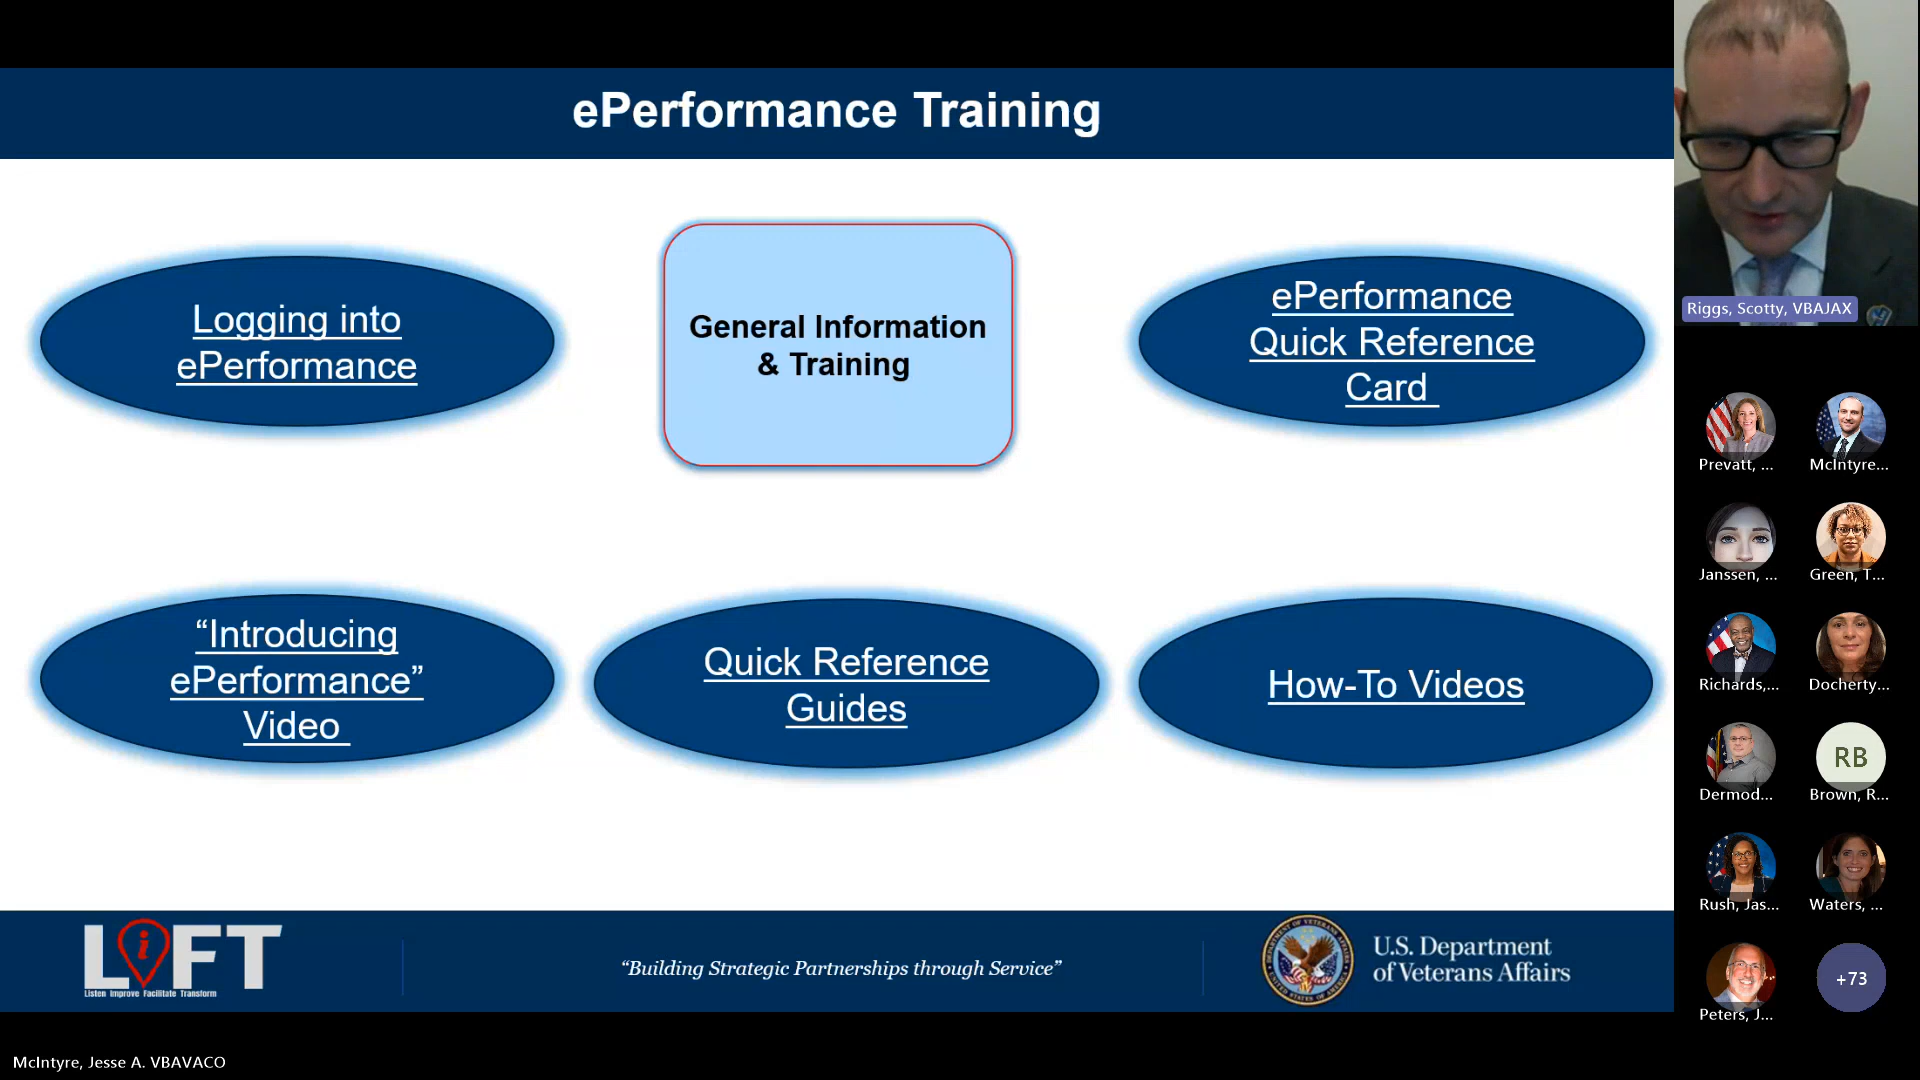 ePerformance Training
Logging into
ePerformance
General Information
& Training
ePerformance
Quick Reference
Card
“Introducing
ePerformance”
Video
Quick Reference
Guides
How-To Videos
LiFT
Listen Improve Facilitate Transform
“Building Strategic Partnerships through Service”
U.S. Department
of Veterans Affairs
Riggs, Scotty, VBAJAX
Prevatt, ...
McIntyre...
Janssen, ...
Green, T...
Richards,...
Docherty...
Dermod...
RB
Brown, R...
Rush, Jas...
Waters, ...
Peters, J...
+73
McIntyre, Jesse A. VBAVACO